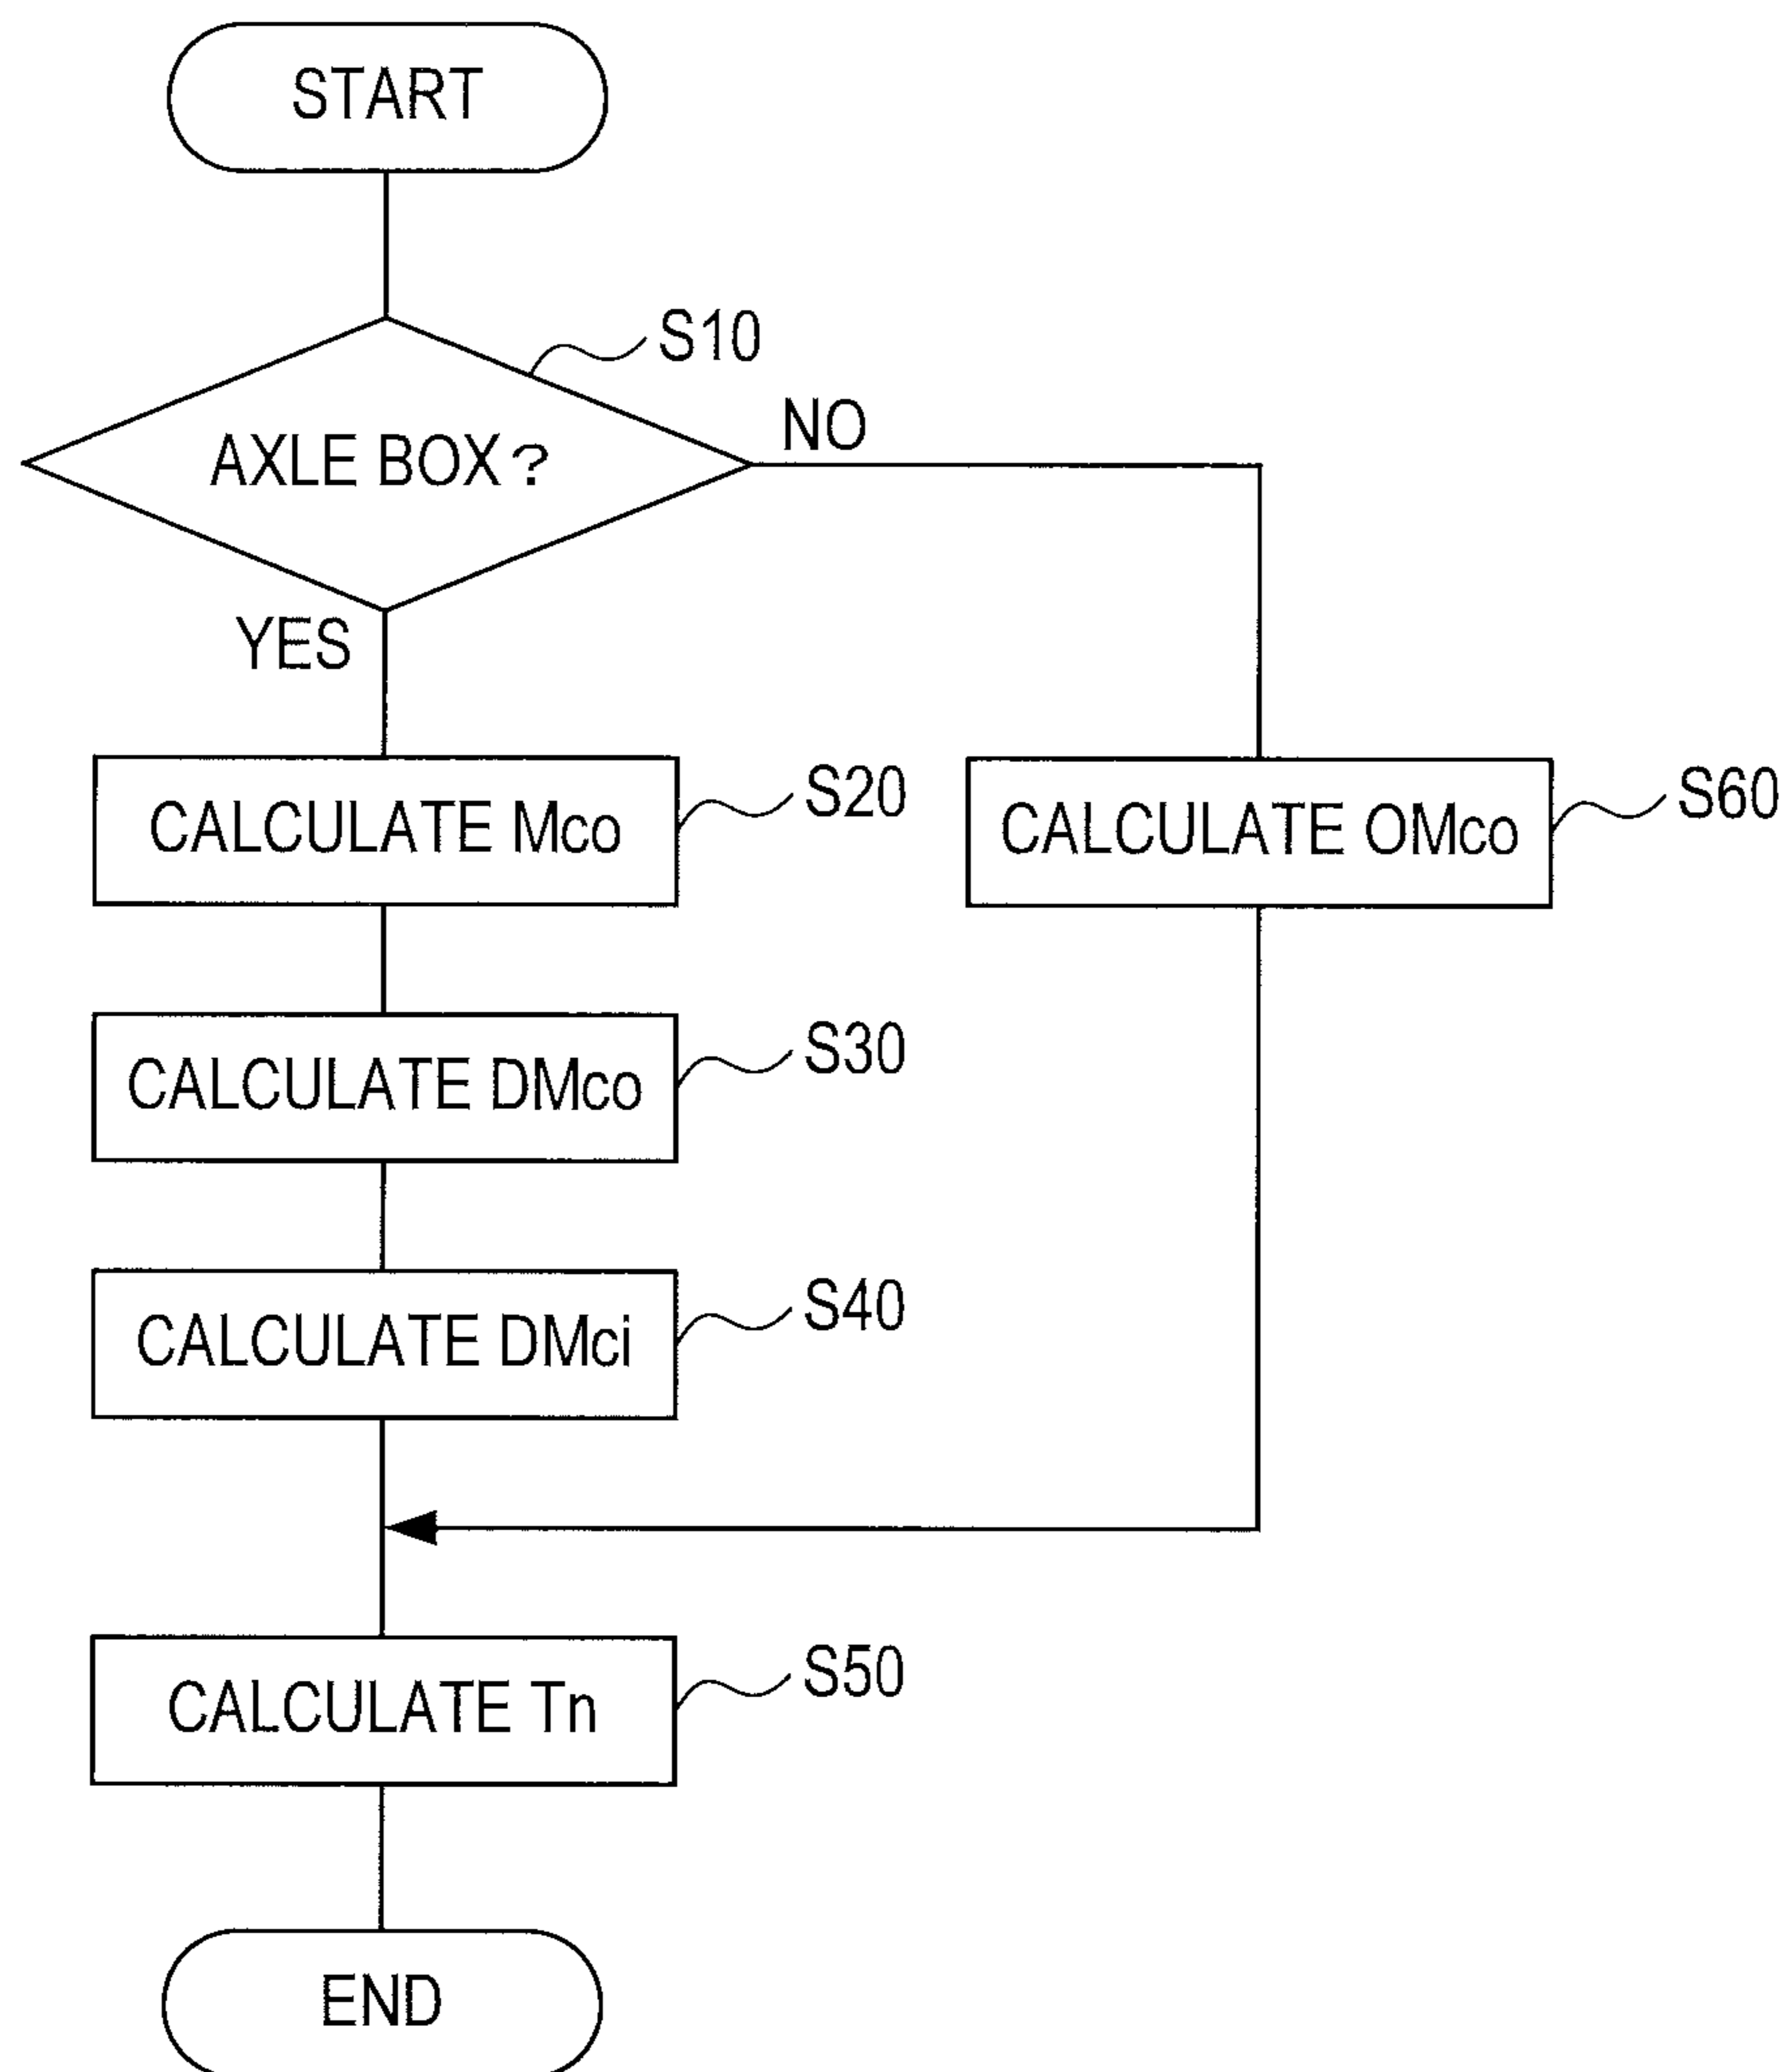 START
S10
AXLE BOX ?
NO
YES
CALCULATE Mco
S20
CALCULATE OMco
S60
CALCULATE DMco
S30
CALCULATE DMci
S40
CALCULATE Tn
S50
END